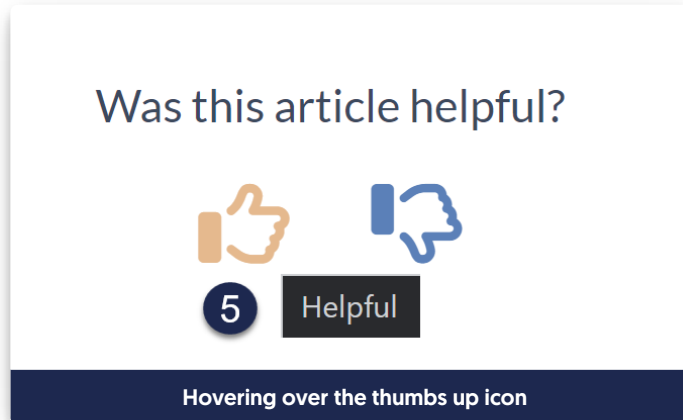 Was this article helpful?
5 Helpful
Hovering over the thumbs up icon